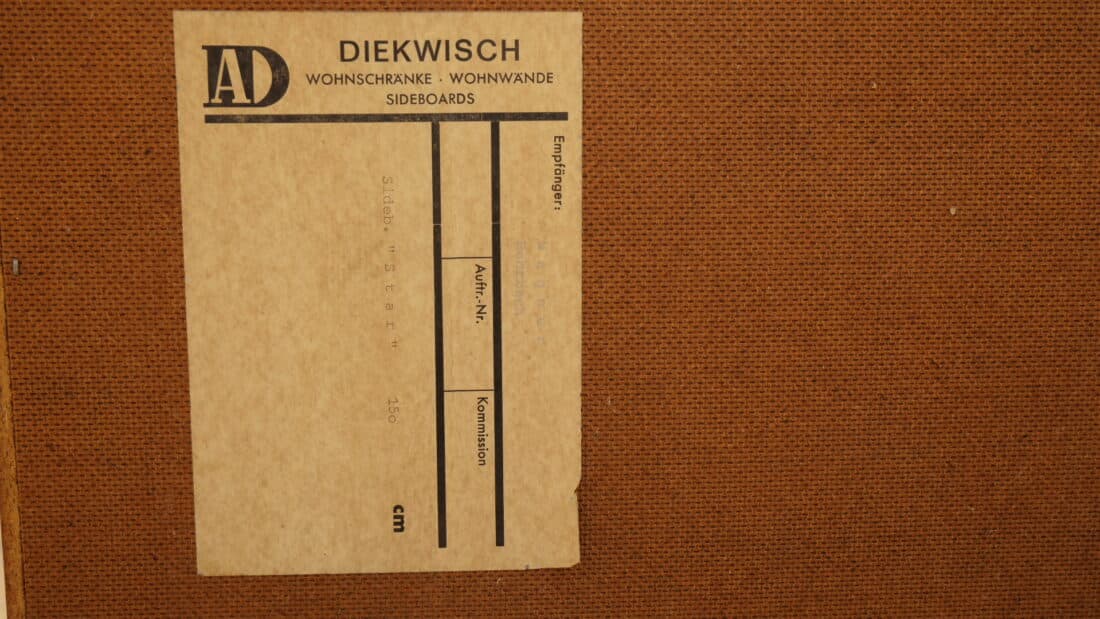 AD
DIEKWISCH
WOHNSCHRÄNKE · WOHNWÄNDE
SIDEBOARDS
Empfänger:
Auftr.-Nr.
Kommission
Sideb. "Star" 150 cm